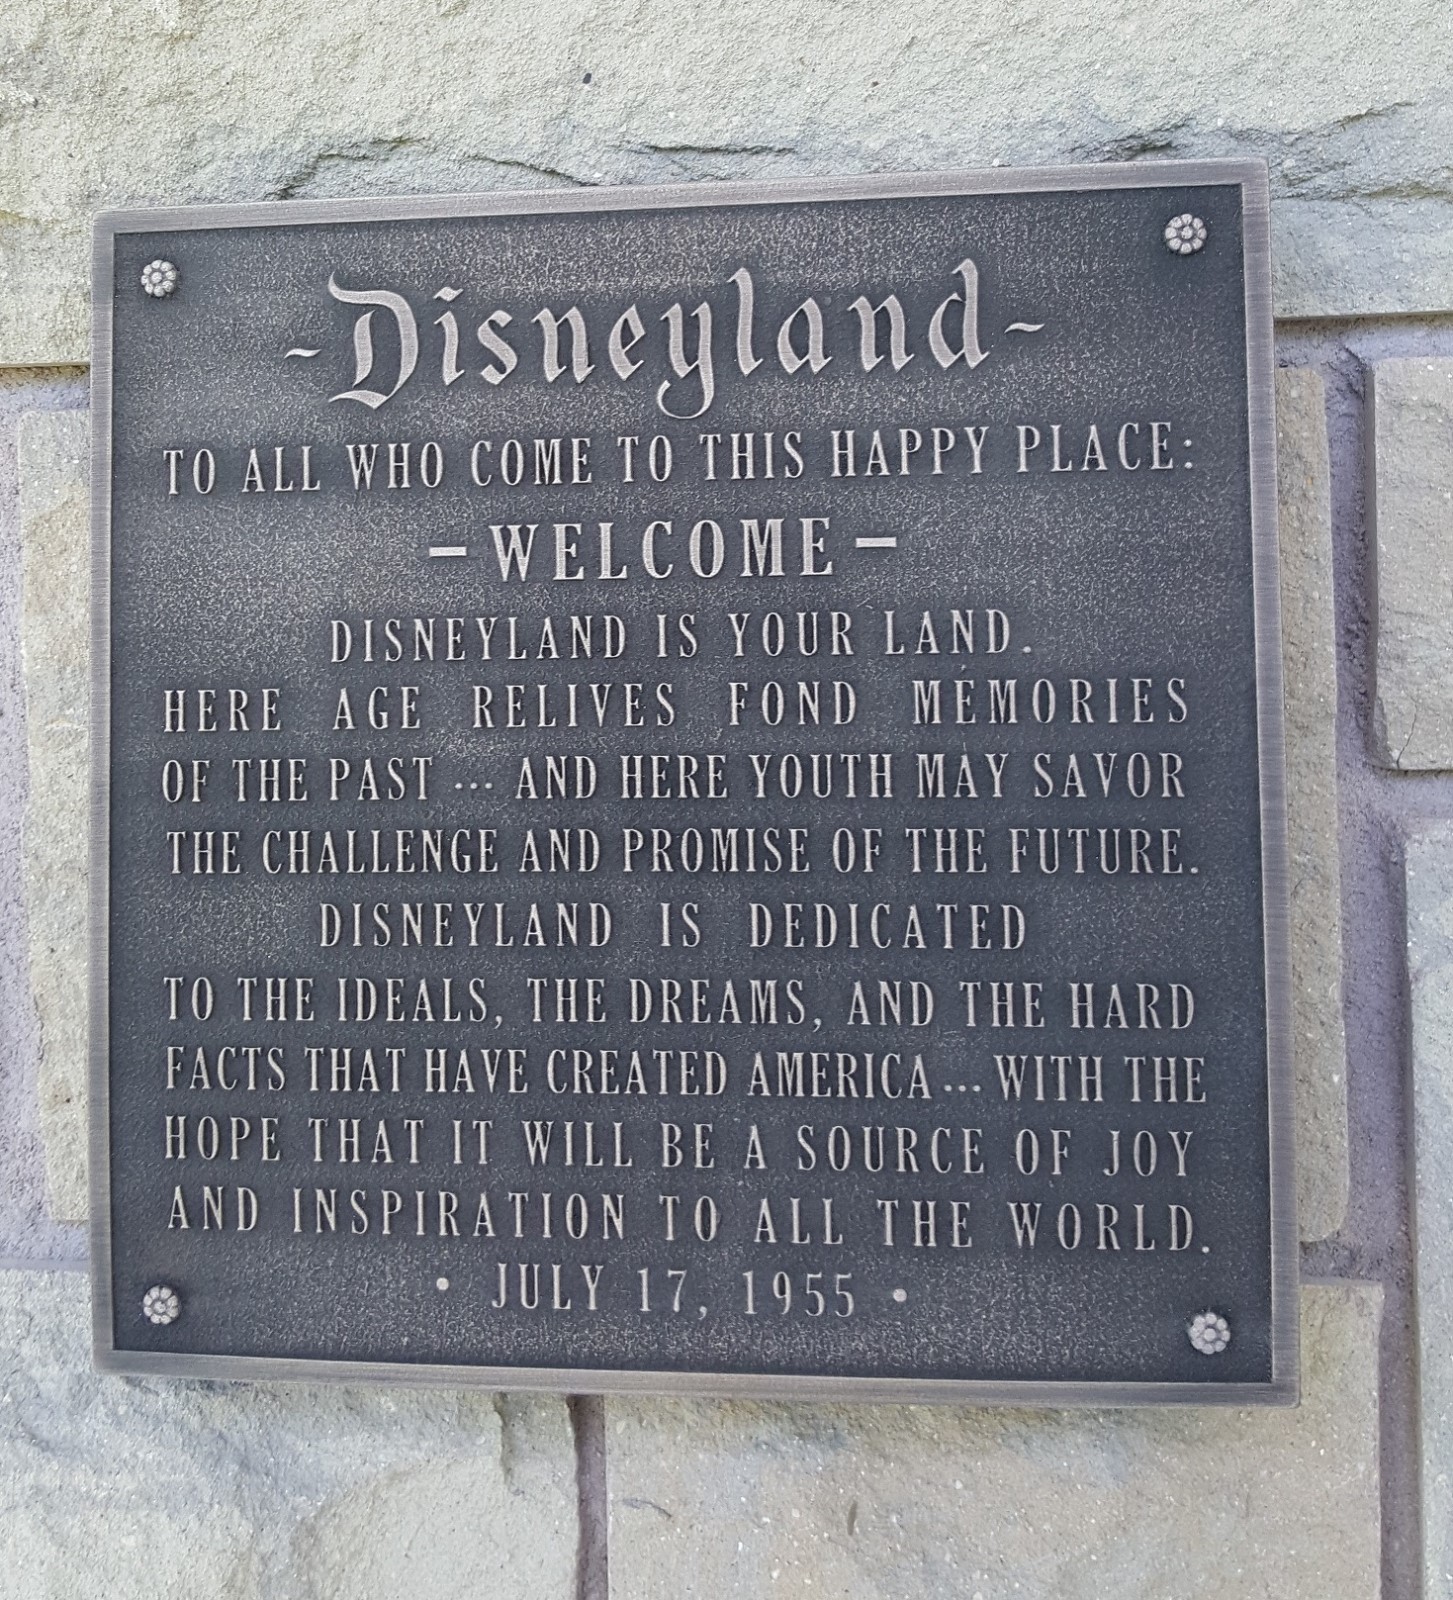 ~Disneyland~
TO ALL WHO COME TO THIS HAPPY PLACE:
– WELCOME –
DISNEYLAND IS YOUR LAND.
HERE AGE RELIVES FOND MEMORIES
OF THE PAST ... AND HERE YOUTH MAY SAVOR
THE CHALLENGE AND PROMISE OF THE FUTURE.
DISNEYLAND IS DEDICATED
TO THE IDEALS, THE DREAMS, AND THE HARD
FACTS THAT HAVE CREATED AMERICA ... WITH THE
HOPE THAT IT WILL BE A SOURCE OF JOY
AND INSPIRATION TO ALL THE WORLD.
• JULY 17, 1955 •